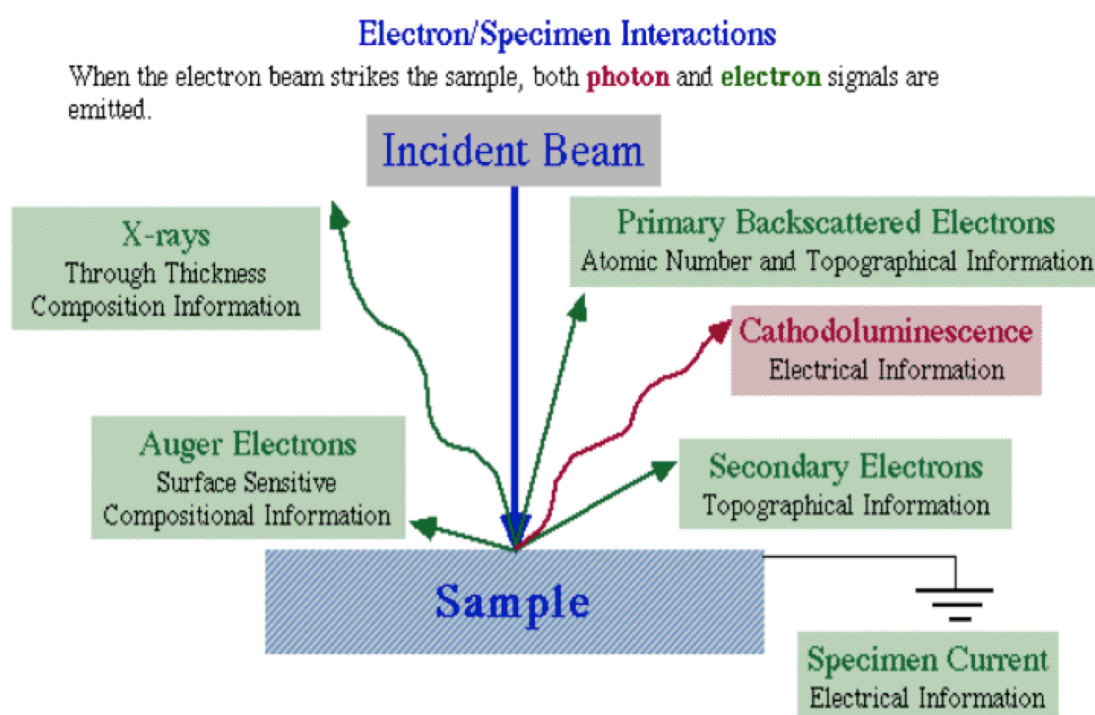 Electron/Specimen Interactions
When the electron beam strikes the sample, both photon and electron signals are
emitted.
Incident Beam
X-rays
Through Thickness
Composition Information
Primary Backscattered Electrons
Atomic Number and Topographical Information
Cathodoluminescence
Electrical Information
Auger Electrons
Surface Sensitive
Compositional Information
Secondary Electrons
Topographical Information
Sample
Specimen Current
Electrical Information